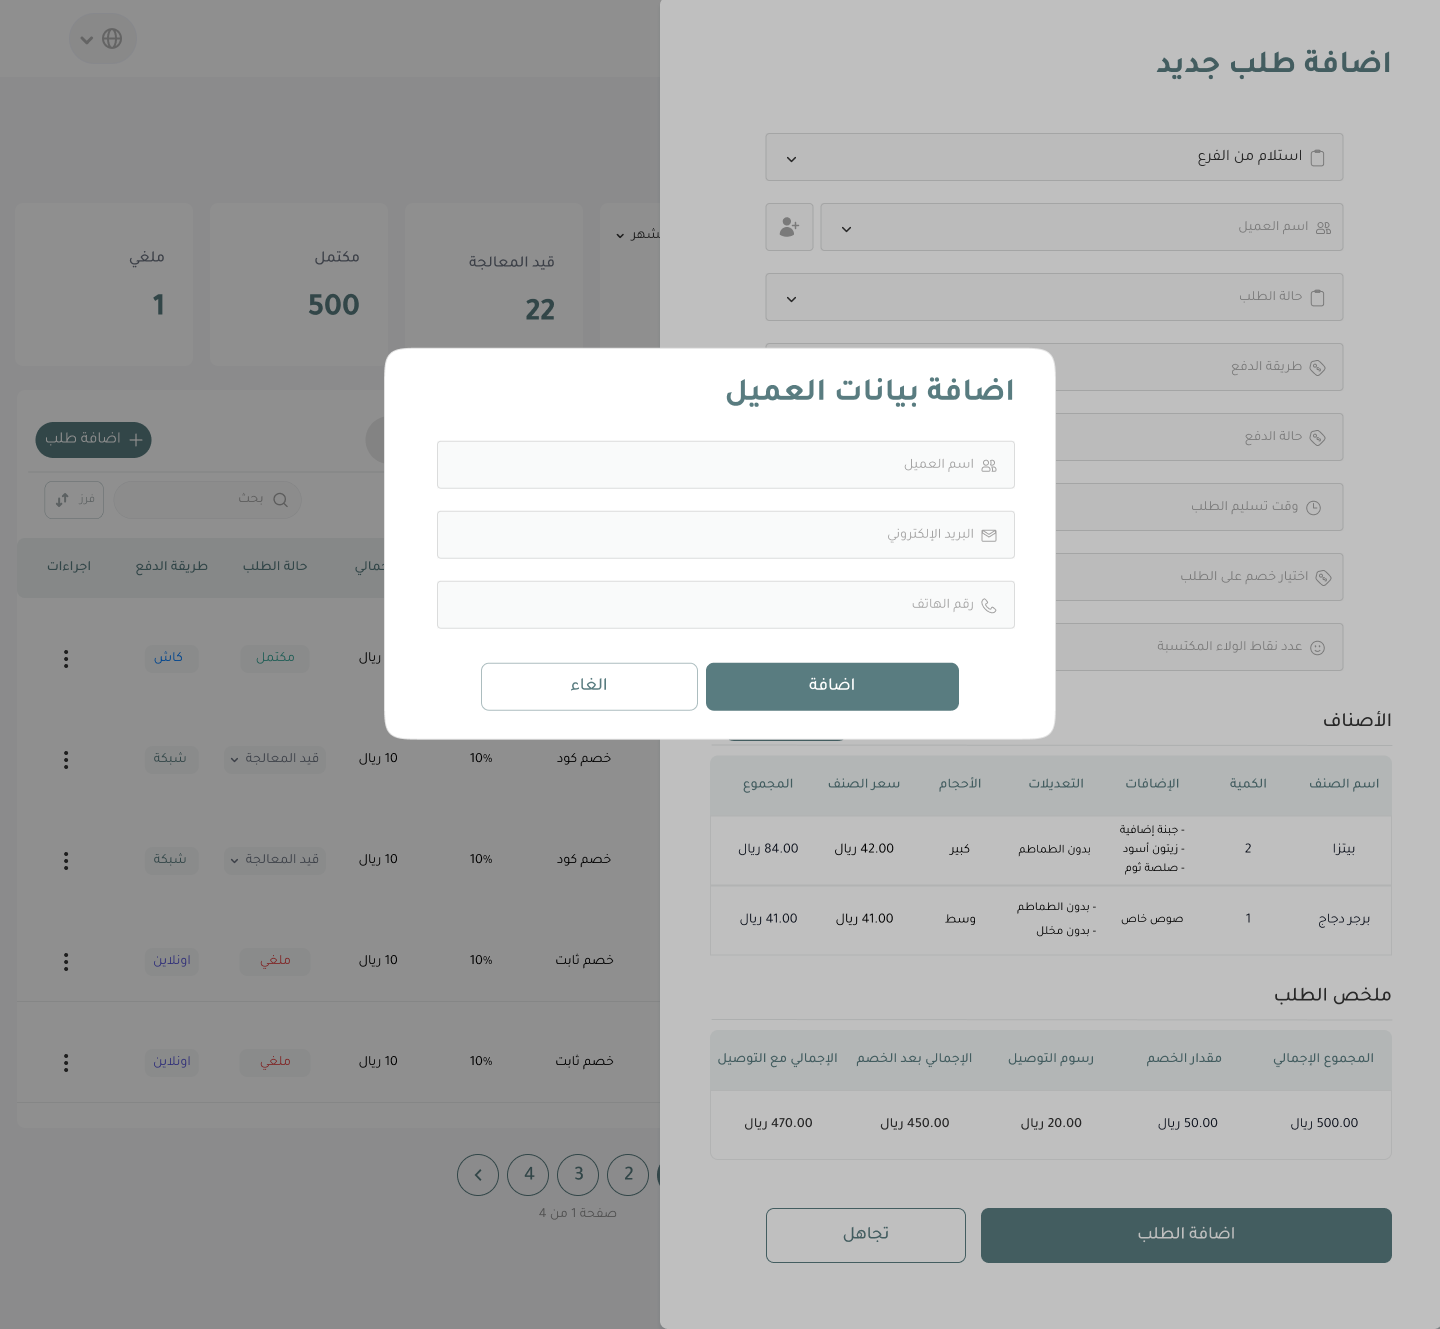 اضافة طلب جديد
استلام من الفرع
اسم العميل
حالة الطلب
طريقة الدفع
حالة الدفع
وقت تسليم الطلب
اختيار خصم على الطلب
عدد نقاط الولاء المكتسبة
الأصناف
اسم الصنف الكمية الإضافات التعديلات الأحجام سعر الصنف المجموع
بيتزا 2 - جبنة إضافية - زيتون أسود - صلصة ثوم بدون الطماطم كبير 42.00 ريال 84.00 ريال
برجر دجاج 1 صوص خاص - بدون الطماطم - بدون مخلل وسط 41.00 ريال 41.00 ريال
ملخص الطلب
المجموع الإجمالي مقدار الخصم رسوم التوصيل الإجمالي بعد الخصم الإجمالي مع التوصيل
500.00 ريال 50.00 ريال 20.00 ريال 450.00 ريال 470.00 ريال
اضافة الطلب تجاهل
اضافة بيانات العميل
اسم العميل
البريد الإلكتروني
رقم الهاتف
اضافة الغاء
قيد المعالجة مكتمل ملغي
22 500 1
اضافة طلب
بحث فرز
حالة الطلب طريقة الدفع اجراءات
ريال مكتمل كاش
خصم كود 10% 10 ريال قيد المعالجة شبكة
خصم كود 10% 10 ريال قيد المعالجة شبكة
خصم ثابت 10% 10 ريال ملغي اونلاين
خصم ثابت 10% 10 ريال ملغي اونلاين
2 3 4
صفحة 1 من 4